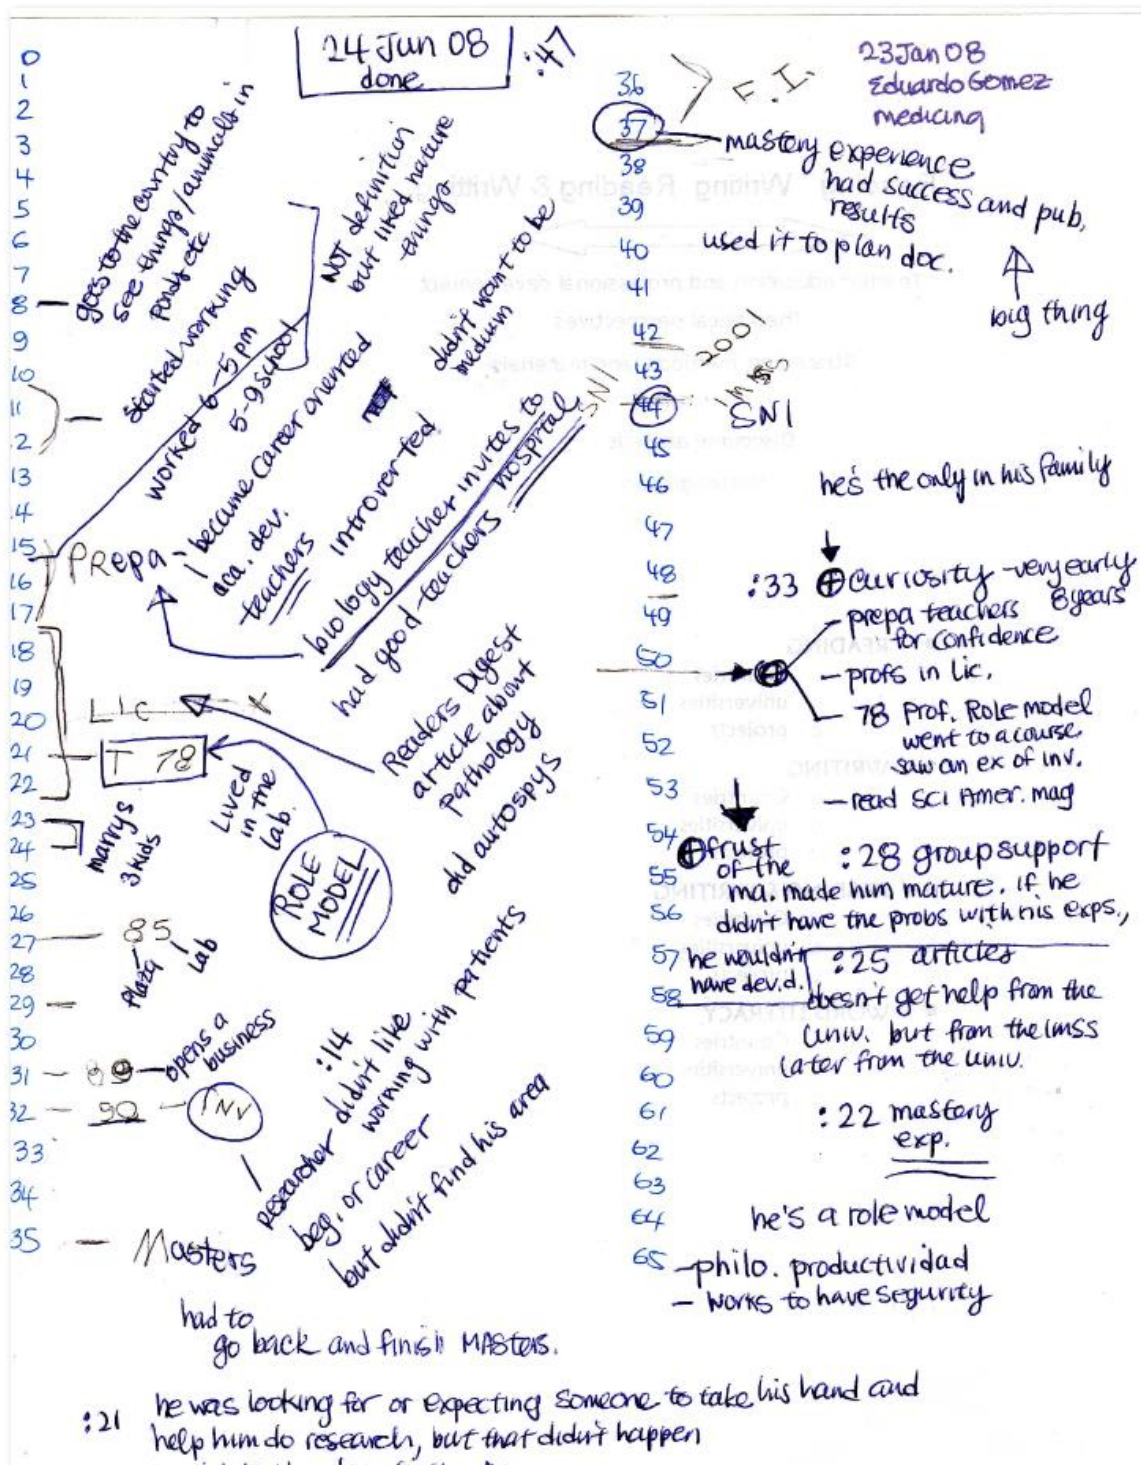 24 Jun 08
done
:47
0
1
2
3
4
5
6
7
8
9
10
11
.2
13
.4
15
16
17
18
19
20
21
22
23
24
25
26
27
28
29
30
31
32
33
34
35
goes to the country to
see things/animals in
ponds etc
started working
worked 6-5 pm
5-9 school
NOT definition
but liked nature
things
Prepa
became career oriented
aca. dev.
teachers
introverted
didn't want to be
medium
biology teacher invites to
hospital
SNI
had good teachers
Lic
X
T 78
Lived
in the
Lab.
Readers Digest
article about
Pathology
did autospys
ROLE
MODEL
marrys
3 kids
85
Plaza
Lab
89
opens a
business
90
INV
:14
researcher didn't like
working with patients
beg. or career
but didn't find his area
Masters
had to
go back and finish Masters.
:21 he was looking for or expecting someone to take his hand and
help him do research, but that didn't happen
23 Jan 08
Eduardo Gomez
medicina
36
37
38
39
40
41
42
43
44
45
46
47
48
49
50
51
52
53
54
55
56
57
58
59
60
61
62
63
64
65
F.I.
mastery experience
had success and pub,
results
used it to plan doc.
big thing
2001
imss
SNI
he's the only in his family
:33 curiosity - very early
8 years
prepa teachers
for confidence
- profs in Lic.
78 Prof. Role model
went to a course
saw an ex of inv.
- read Sci Amer. mag
frust
of the
ma. made him mature. if he
didn't have the probs with his exps.,
he wouldn't
have dev.d.
:28 group support
:25 articles
doesn't get help from the
univ. but from the imss
later from the univ.
:22 mastery
exp.
he's a role model
- philo. productividad
- works to have segurity